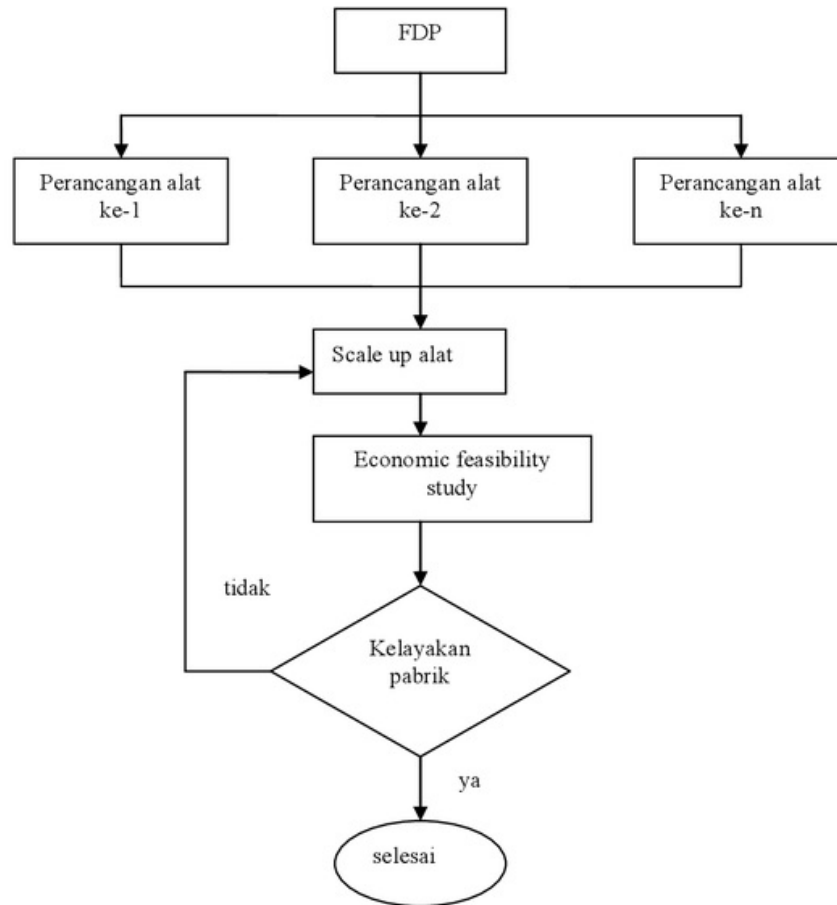 FDP
Perancangan alat
ke-1
Perancangan alat
ke-2
Perancangan alat
ke-n
Scale up alat
Economic feasibility
study
tidak
Kelayakan
pabrik
ya
selesai